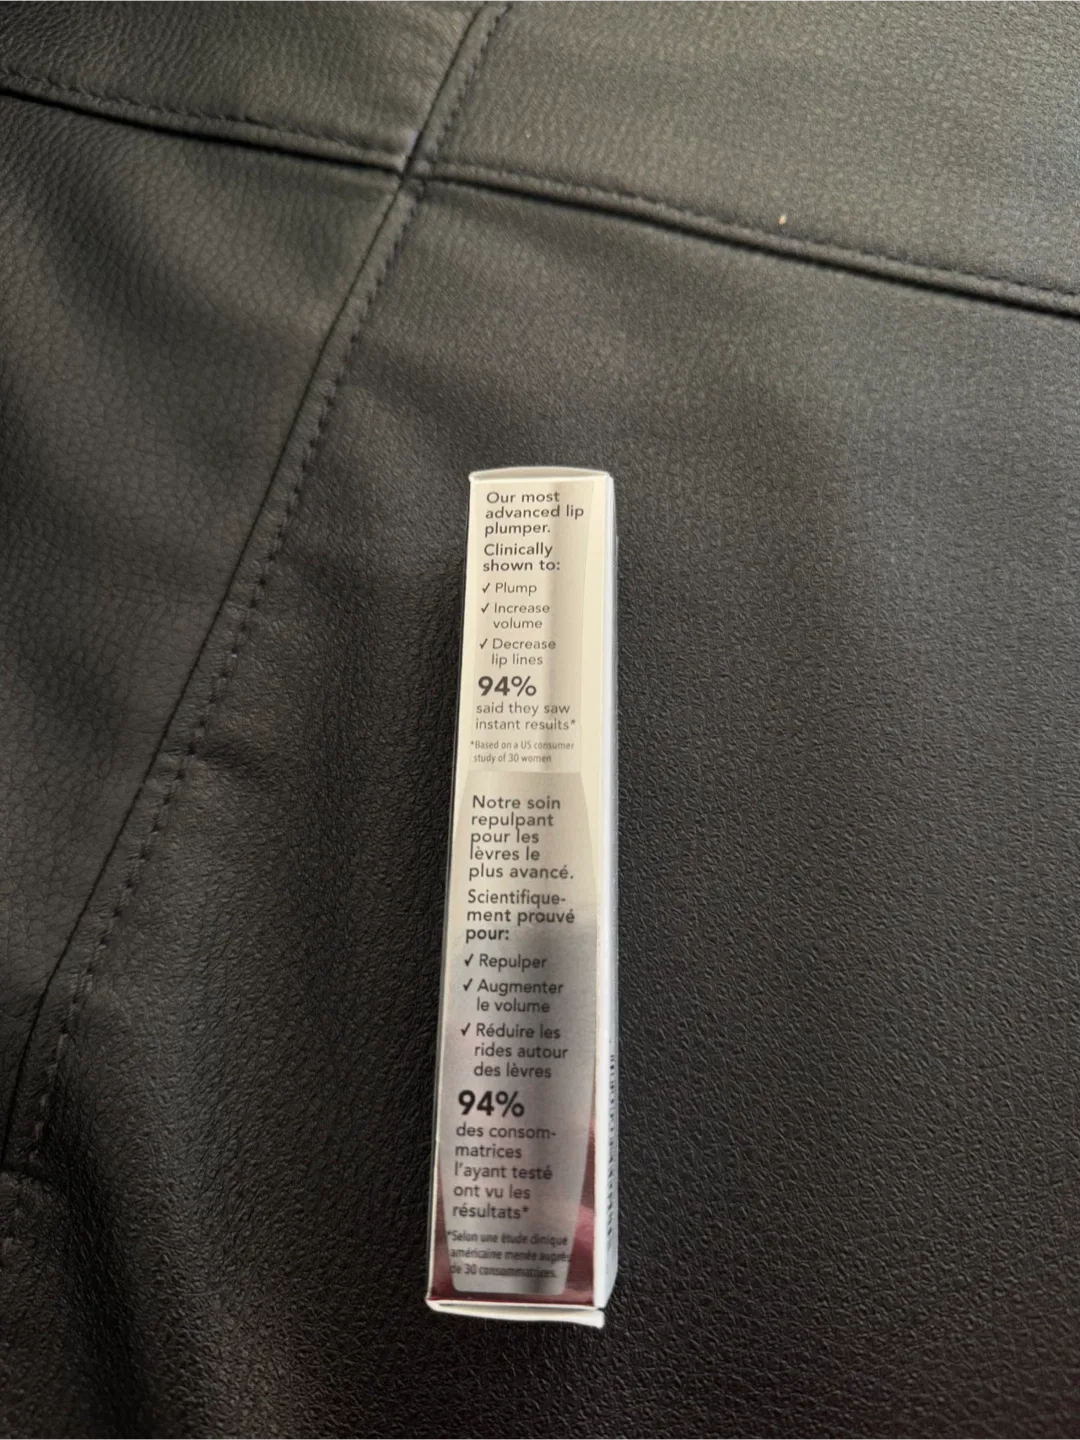 Our most
advanced lip
plumper.
Clinically
shown to:
✓ Plump
✓ Increase
volume
✓ Decrease
lip lines
94%
said they saw
instant results*
*Based on a US consumer
study of 30 women
Notre soin
repulpant
pour les
lèvres le
plus avancé.
Scientifique-
ment prouvé
pour:
✓ Repulper
✓ Augmenter
le volume
✓ Réduire les
rides autour
des lèvres
94%
des consom-
matrices
l'ayant testé
ont vu les
résultats*
*Selon une étude clinique
américaine menée auprès
de 30 consommatrices.